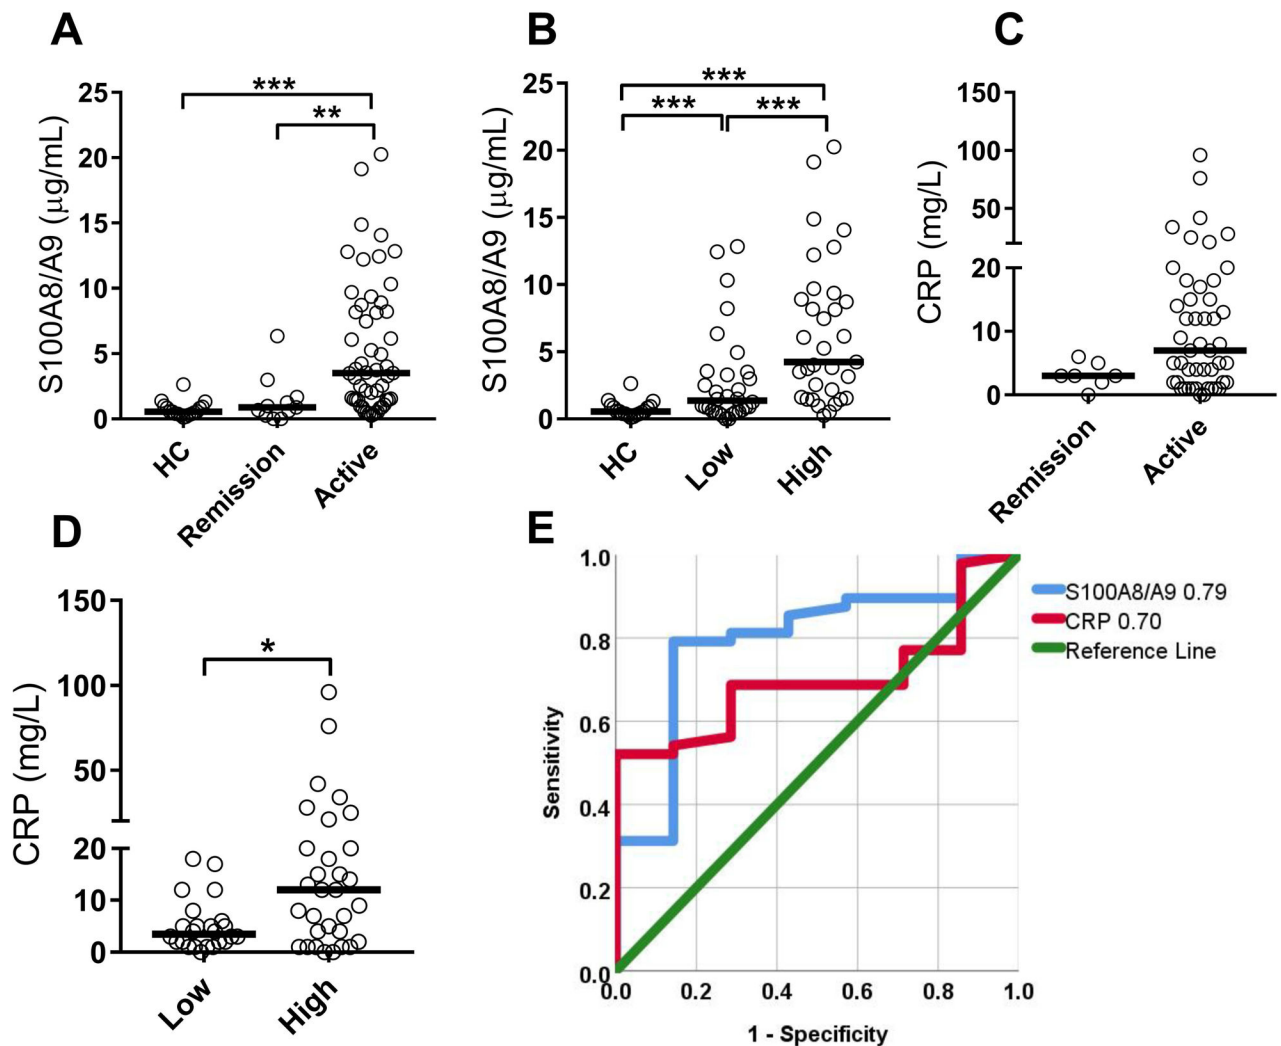 A
S100A8/A9 (μg/mL)
25
20
15
10
5
0
***
**
HC
Remission
Active
B
S100A8/A9 (μg/mL)
25
20
15
10
5
0
***
***
***
HC
Low
High
C
CRP (mg/L)
150
100
50
20
10
0
Remission
Active
D
CRP (mg/L)
150
100
50
20
10
0
*
Low
High
E
Sensitivity
1.0
0.8
0.6
0.4
0.2
0.0
0.0
0.2
0.4
0.6
0.8
1.0
1 - Specificity
S100A8/A9 0.79
CRP 0.70
Reference Line